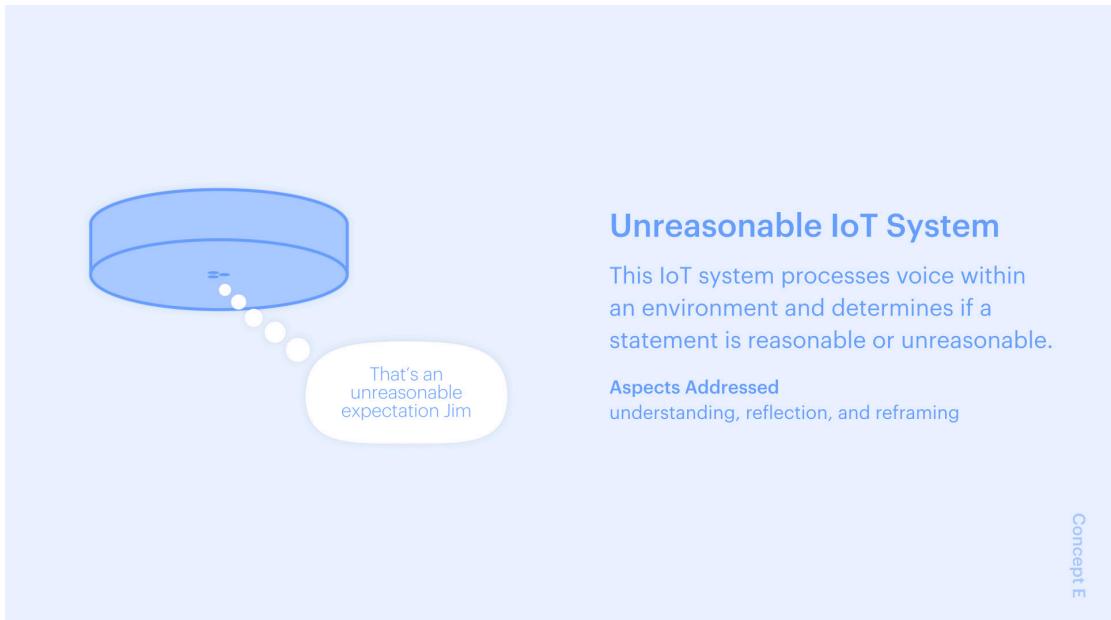 That's an
unreasonable
expectation Jim
Unreasonable IoT System
This IoT system processes voice within
an environment and determines if a
statement is reasonable or unreasonable.
Aspects Addressed
understanding, reflection, and reframing
Concept E